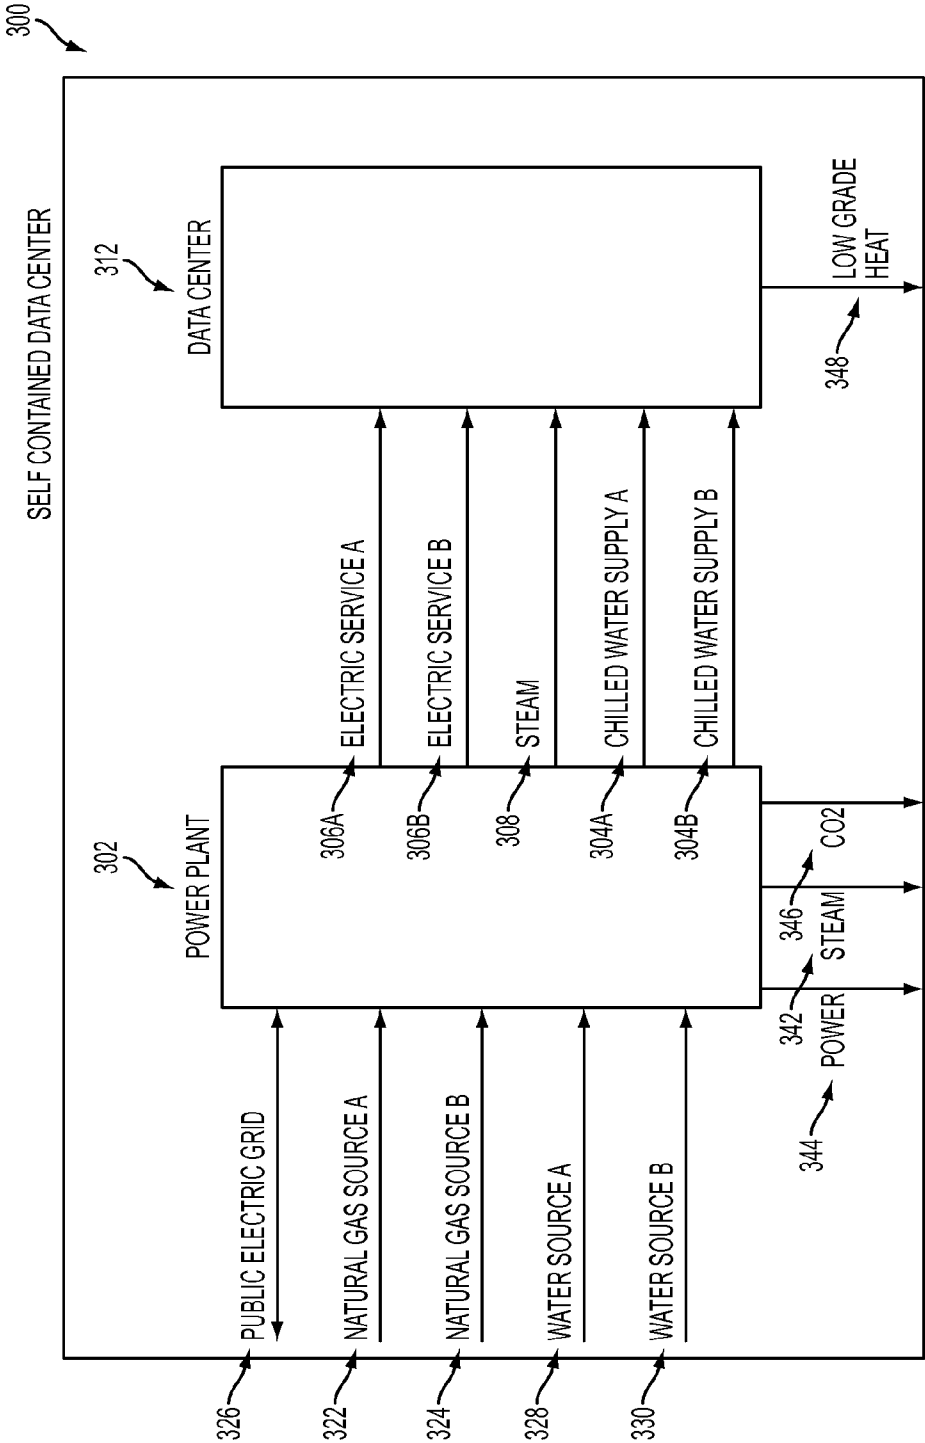 300
SELF CONTAINED DATA CENTER
302
POWER PLANT
312
DATA CENTER
326
PUBLIC ELECTRIC GRID
322
NATURAL GAS SOURCE A
324
NATURAL GAS SOURCE B
328
WATER SOURCE A
330
WATER SOURCE B
306A
ELECTRIC SERVICE A
306B
ELECTRIC SERVICE B
308
STEAM
304A
CHILLED WATER SUPPLY A
304B
CHILLED WATER SUPPLY B
344
POWER
342
STEAM
346
CO2
348
LOW GRADE
HEAT